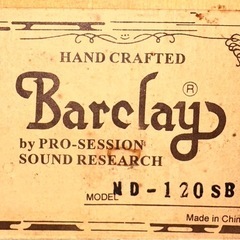 HAND CRAFTED
Barclay®
by PRO-SESSION
SOUND RESEARCH
MODEL ND-120SB
Made in Chin